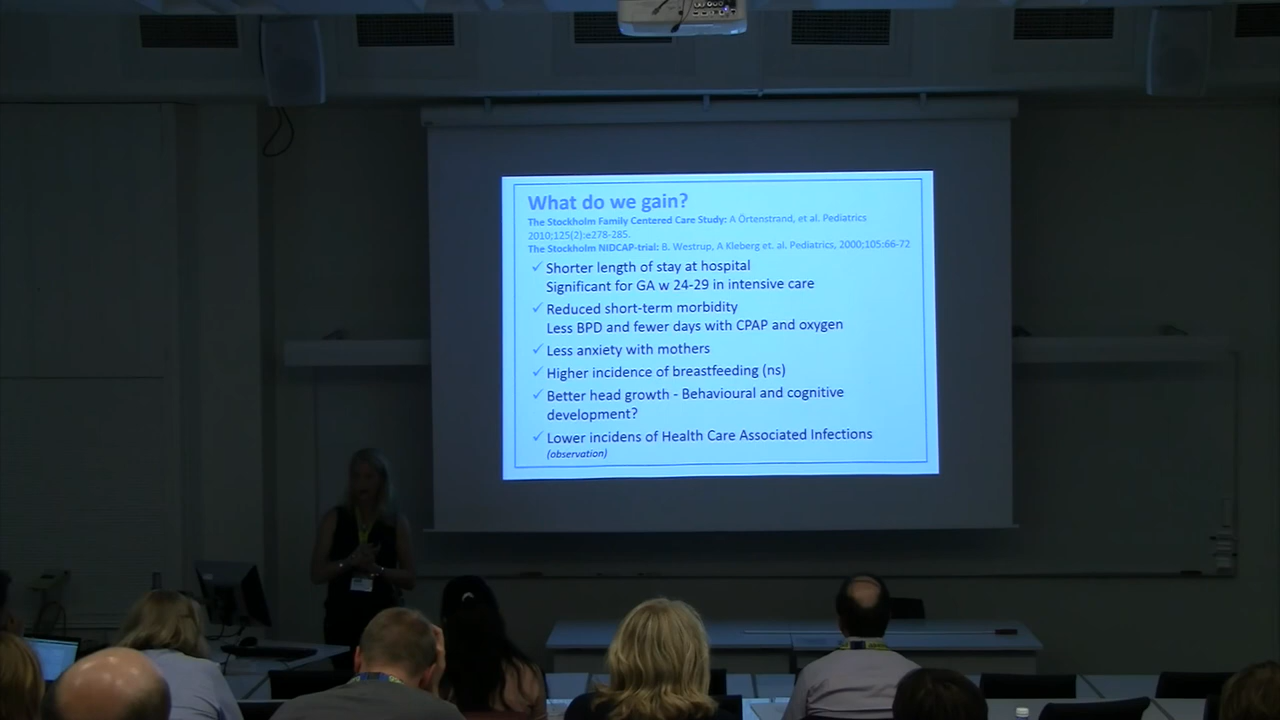 What do we gain?
The Stockholm Family Centered Care Study: A Örtenstrand, et al. Pediatrics
2010;125(2):e278-285.
The Stockholm NIDCAP-trial: B. Westrup, A Kleberg et. al. Pediatrics, 2000;105:66-72
✓ Shorter length of stay at hospital
Significant for GA w 24-29 in intensive care
✓ Reduced short-term morbidity
Less BPD and fewer days with CPAP and oxygen
✓ Less anxiety with mothers
✓ Higher incidence of breastfeeding (ns)
✓ Better head growth - Behavioural and cognitive
development?
✓ Lower incidens of Health Care Associated Infections
(observation)